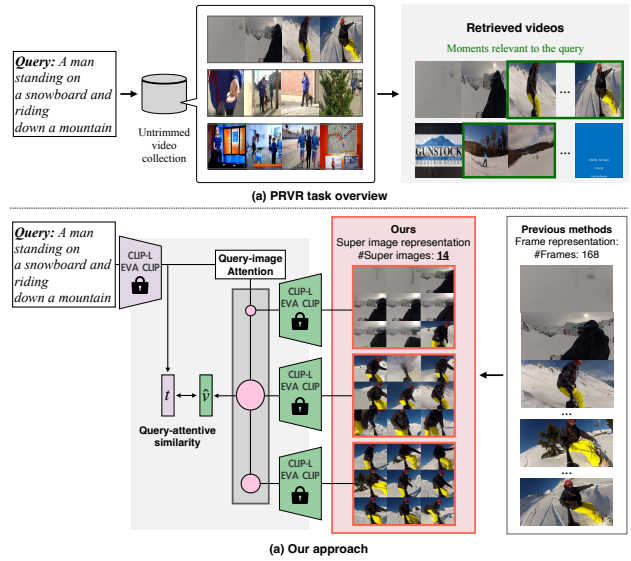 Query: A man
standing on
a snowboard and
riding
down a mountain
Untrimmed
video
collection
Retrieved videos
Moments relevant to the query
...
GUNSTOCK
MOUNTAIN RESORT
...
(a) PRVR task overview
Query: A man
standing on
a snowboard and
riding
down a mountain
CLIP-L
EVA CLIP
Query-image
Attention
CLIP-L
EVA CLIP
CLIP-L
EVA CLIP
CLIP-L
EVA CLIP
t
v̂
Query-attentive
similarity
Ours
Super image representation
#Super images: 14
Previous methods
Frame representation:
#Frames: 168
...
...
(a) Our approach